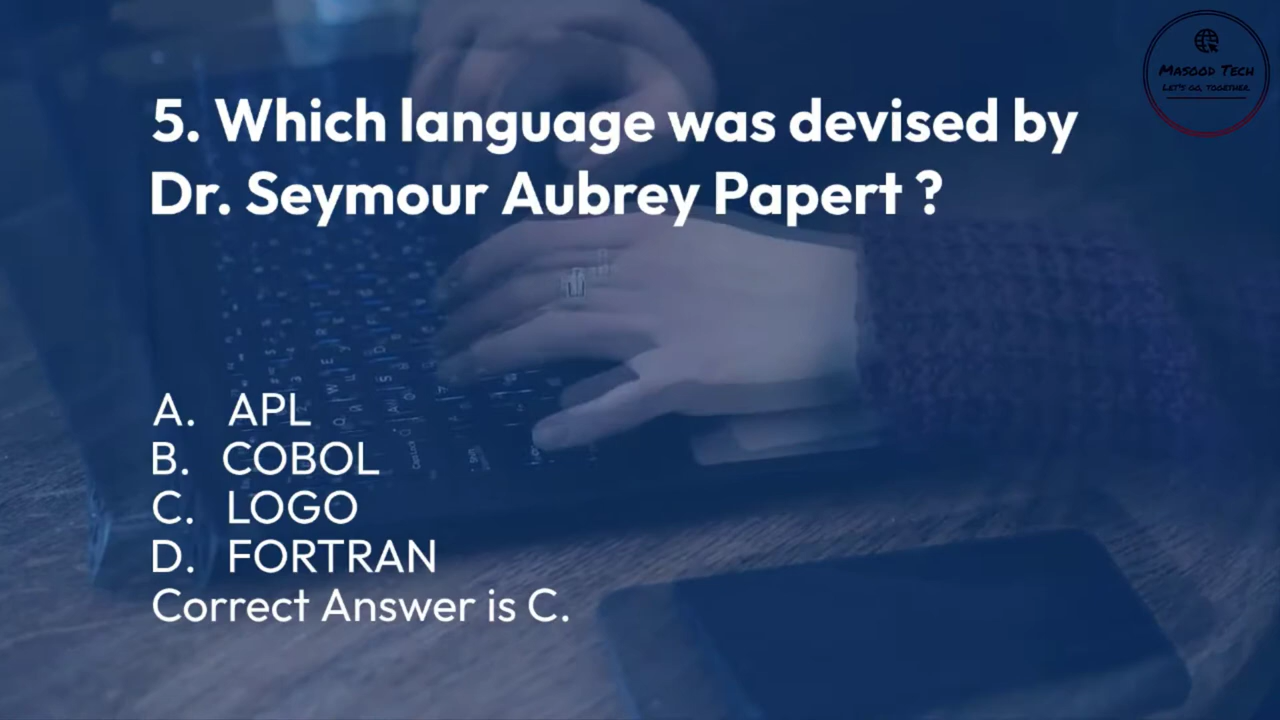 MASOOD TECH
LET'S GO, TOGETHER
5. Which language was devised by
Dr. Seymour Aubrey Papert ?
A. APL
B. COBOL
C. LOGO
D. FORTRAN
Correct Answer is C.